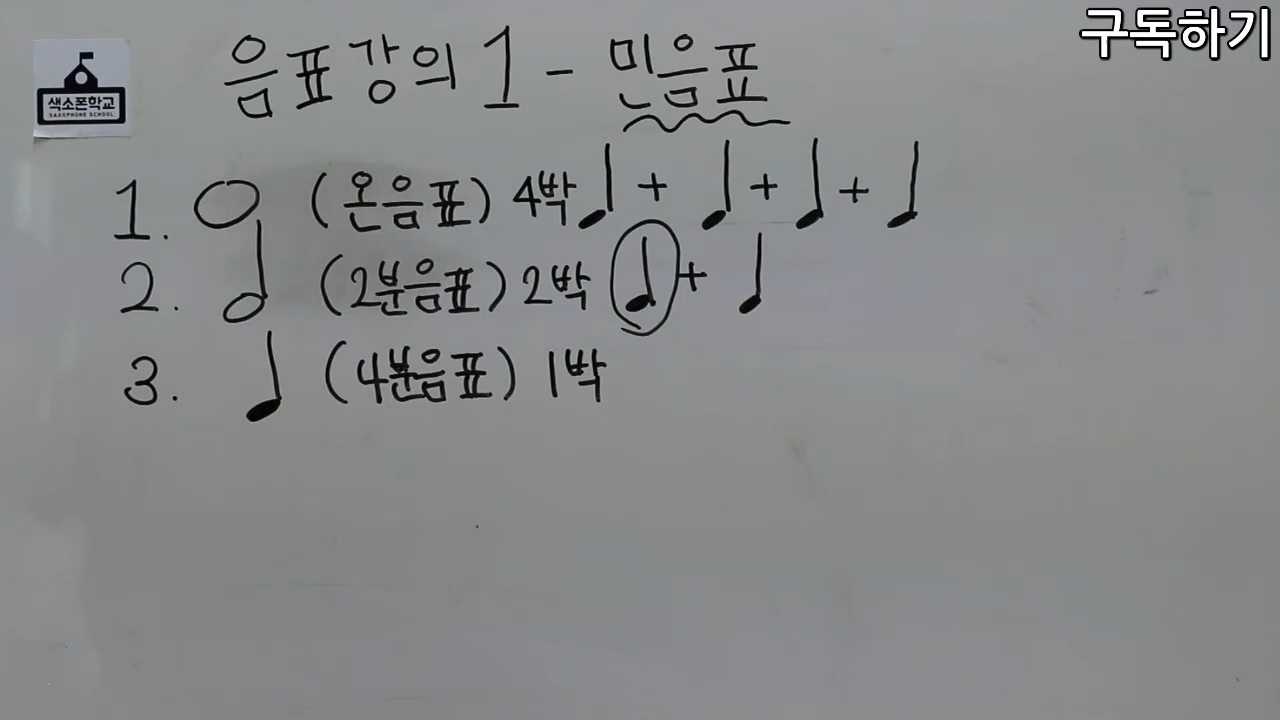 구독하기
색소폰학교
SAXOPHONE SCHOOL
음표강의 1 - 민음표
1. (온음표) 4박 ♩ + ♩ + ♩ + ♩
2. (2분음표) 2박 ♩ + ♩
3. ♩ (4분음표) 1박